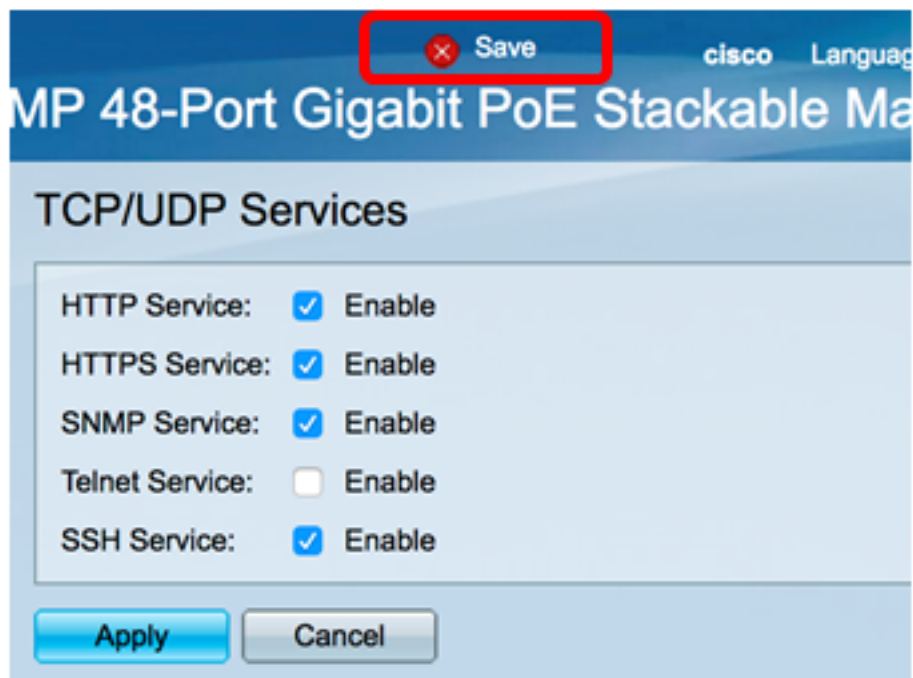 Save
cisco Languag
MP 48-Port Gigabit PoE Stackable Ma
TCP/UDP Services
HTTP Service: Enable
HTTPS Service: Enable
SNMP Service: Enable
Telnet Service: Enable
SSH Service: Enable
Apply Cancel